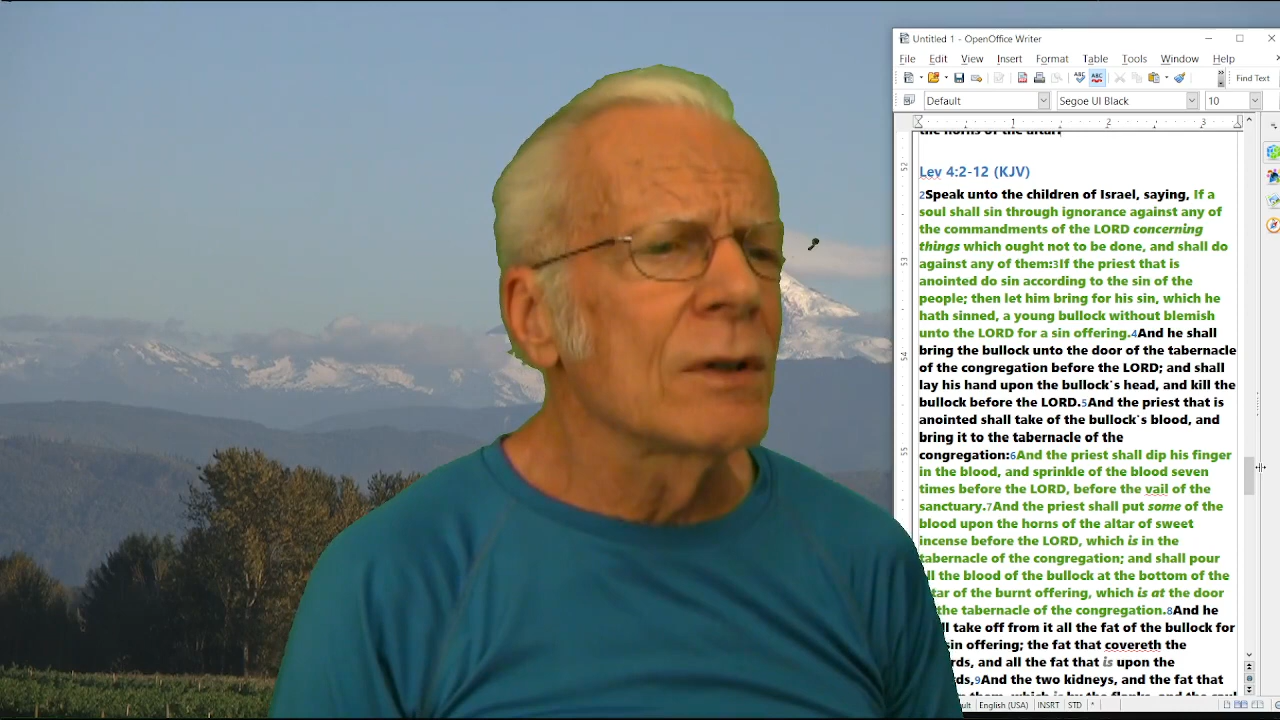 Untitled 1 - OpenOffice Writer
File Edit View Insert Format Table Tools Window Help
Find Text
Default Segoe UI Black 10
1 2 3
the horns of the altar.
52
Lev 4:2-12 (KJV)
2Speak unto the children of Israel, saying, If a
soul shall sin through ignorance against any of
the commandments of the LORD concerning
things which ought not to be done, and shall do
53
against any of them:3If the priest that is
anointed do sin according to the sin of the
people; then let him bring for his sin, which he
hath sinned, a young bullock without blemish
unto the LORD for a sin offering.4And he shall
54
bring the bullock unto the door of the tabernacle
of the congregation before the LORD; and shall
lay his hand upon the bullock's head, and kill the
bullock before the LORD.5And the priest that is
anointed shall take of the bullock's blood, and
bring it to the tabernacle of the
55
congregation:6And the priest shall dip his finger
in the blood, and sprinkle of the blood seven
times before the LORD, before the vail of the
sanctuary.7And the priest shall put some of the
blood upon the horns of the altar of sweet
incense before the LORD, which is in the
tabernacle of the congregation; and shall pour
the blood of the bullock at the bottom of the
of the burnt offering, which is at the door
the tabernacle of the congregation.8And he
take off from it all the fat of the bullock for
sin offering; the fat that covereth the
and all the fat that is upon the
9And the two kidneys, and the fat that
English (USA) INSRT STD *